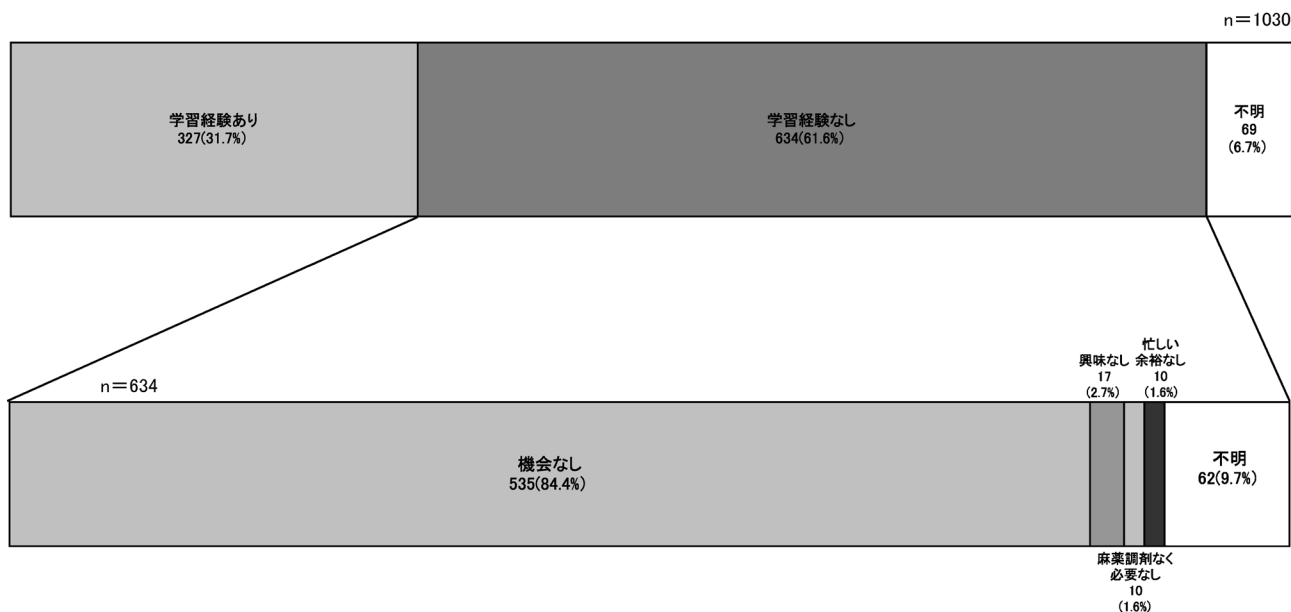 n=1030
学習経験あり
327(31.7%)
学習経験なし
634(61.6%)
不明
69
(6.7%)
n=634
機会なし
535(84.4%)
興味なし
17
(2.7%)
麻薬調剤なく
必要なし
10
(1.6%)
忙しい
余裕なし
10
(1.6%)
不明
62(9.7%)